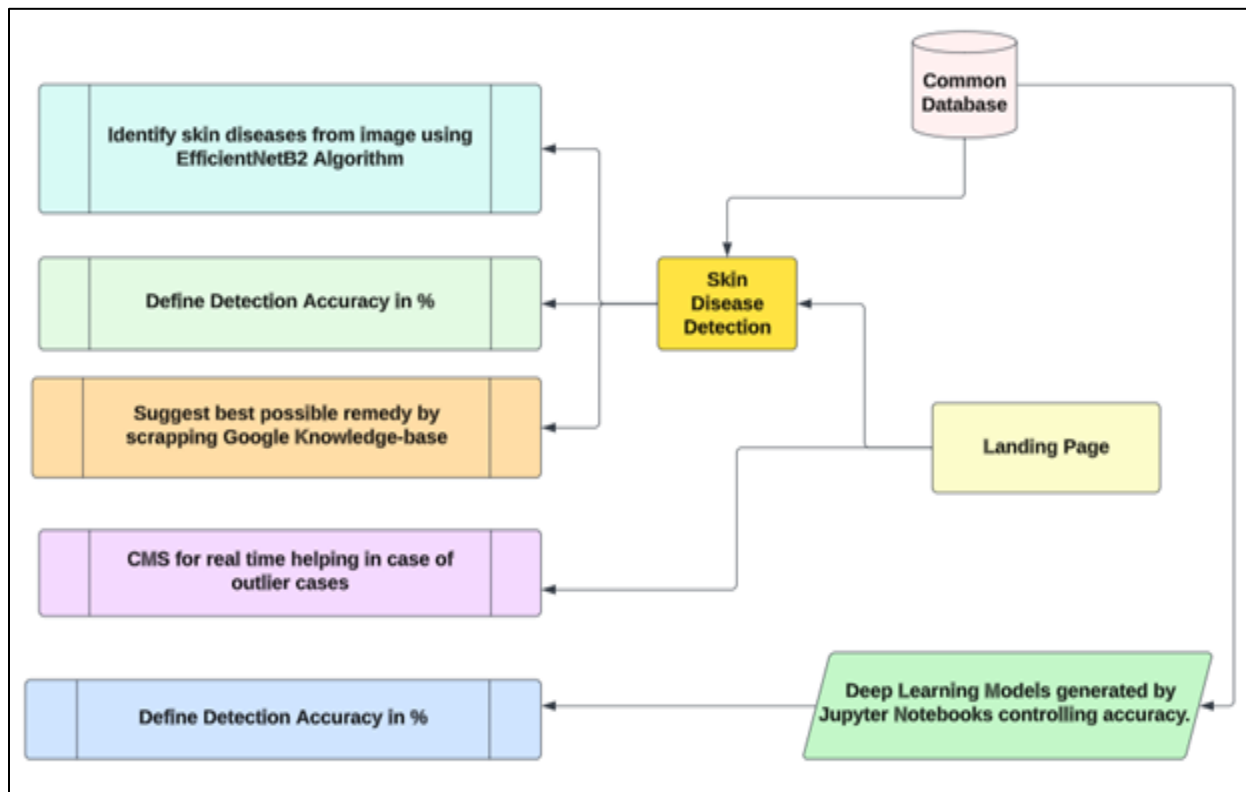 Common
Database
Identify skin diseases from image using
EfficientNetB2 Algorithm
Define Detection Accuracy in %
Skin
Disease
Detection
Suggest best possible remedy by
scrapping Google Knowledge-base
Landing Page
CMS for real time helping in case of
outlier cases
Define Detection Accuracy in %
Deep Learning Models generated by
Jupyter Notebooks controlling accuracy.